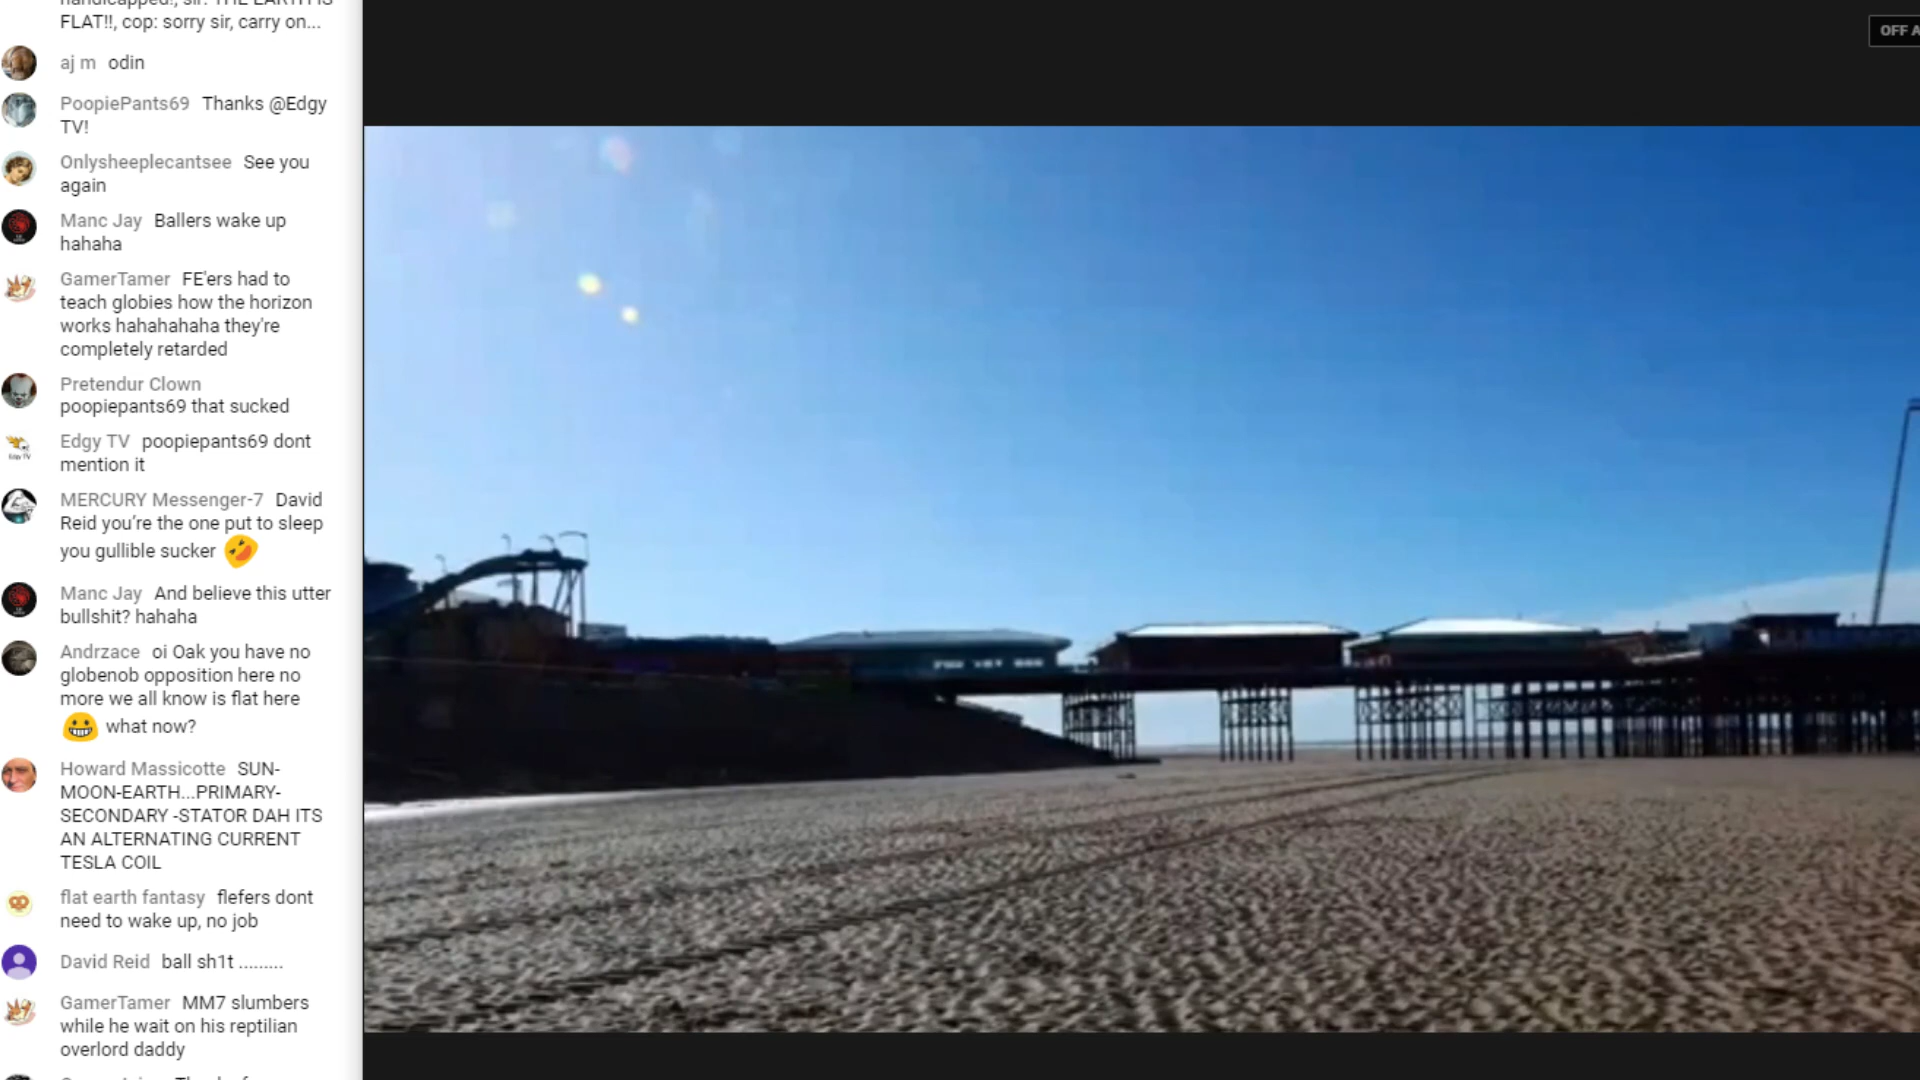 FLAT!!, cop: sorry sir, carry on...
aj m odin
PoopiePants69 Thanks @Edgy
TV!
Onlysheeplecantsee See you
again
Manc Jay Ballers wake up
hahaha
GamerTamer FE'ers had to
teach globies how the horizon
works hahahahaha they're
completely retarded
Pretendur Clown
poopiepants69 that sucked
Edgy TV poopiepants69 dont
mention it
MERCURY Messenger-7 David
Reid you're the one put to sleep
you gullible sucker 🤣
Manc Jay And believe this utter
bullshit? hahaha
Andrzace oi Oak you have no
globenob opposition here no
more we all know is flat here
😀 what now?
Howard Massicotte SUN-
MOON-EARTH...PRIMARY-
SECONDARY -STATOR DAH ITS
AN ALTERNATING CURRENT
TESLA COIL
flat earth fantasy flefers dont
need to wake up, no job
David Reid ball sh1t .........
GamerTamer MM7 slumbers
while he wait on his reptilian
overlord daddy
OFF A